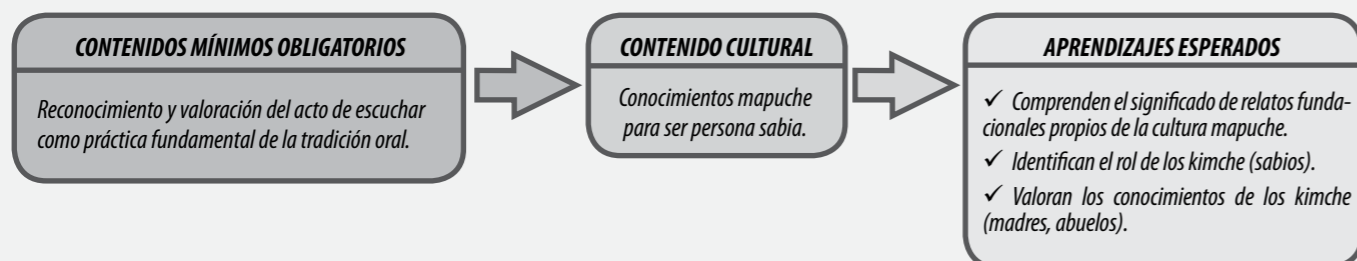 CONTENIDOS MÍNIMOS OBLIGATORIOS
Reconocimiento y valoración del acto de escuchar
como práctica fundamental de la tradición oral.
CONTENIDO CULTURAL
Conocimientos mapuche
para ser persona sabia.
APRENDIZAJES ESPERADOS
✓ Comprenden el significado de relatos funda-
cionales propios de la cultura mapuche.
✓ Identifican el rol de los kimche (sabios).
✓ Valoran los conocimientos de los kimche
(madres, abuelos).